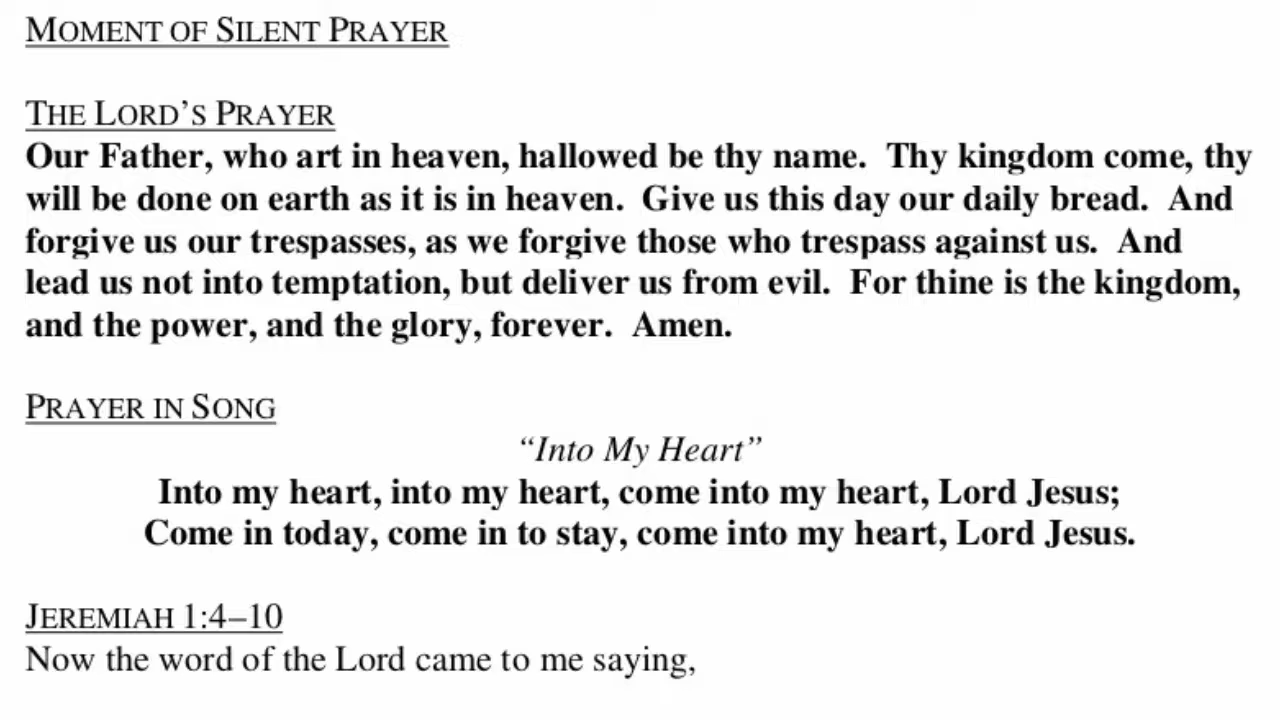 MOMENT OF SILENT PRAYER
THE LORD’S PRAYER
Our Father, who art in heaven, hallowed be thy name.  Thy kingdom come, thy
will be done on earth as it is in heaven.  Give us this day our daily bread.  And
forgive us our trespasses, as we forgive those who trespass against us.  And
lead us not into temptation, but deliver us from evil.  For thine is the kingdom,
and the power, and the glory, forever.  Amen.
PRAYER IN SONG
“Into My Heart”
Into my heart, into my heart, come into my heart, Lord Jesus;
Come in today, come in to stay, come into my heart, Lord Jesus.
JEREMIAH 1:4–10
Now the word of the Lord came to me saying,